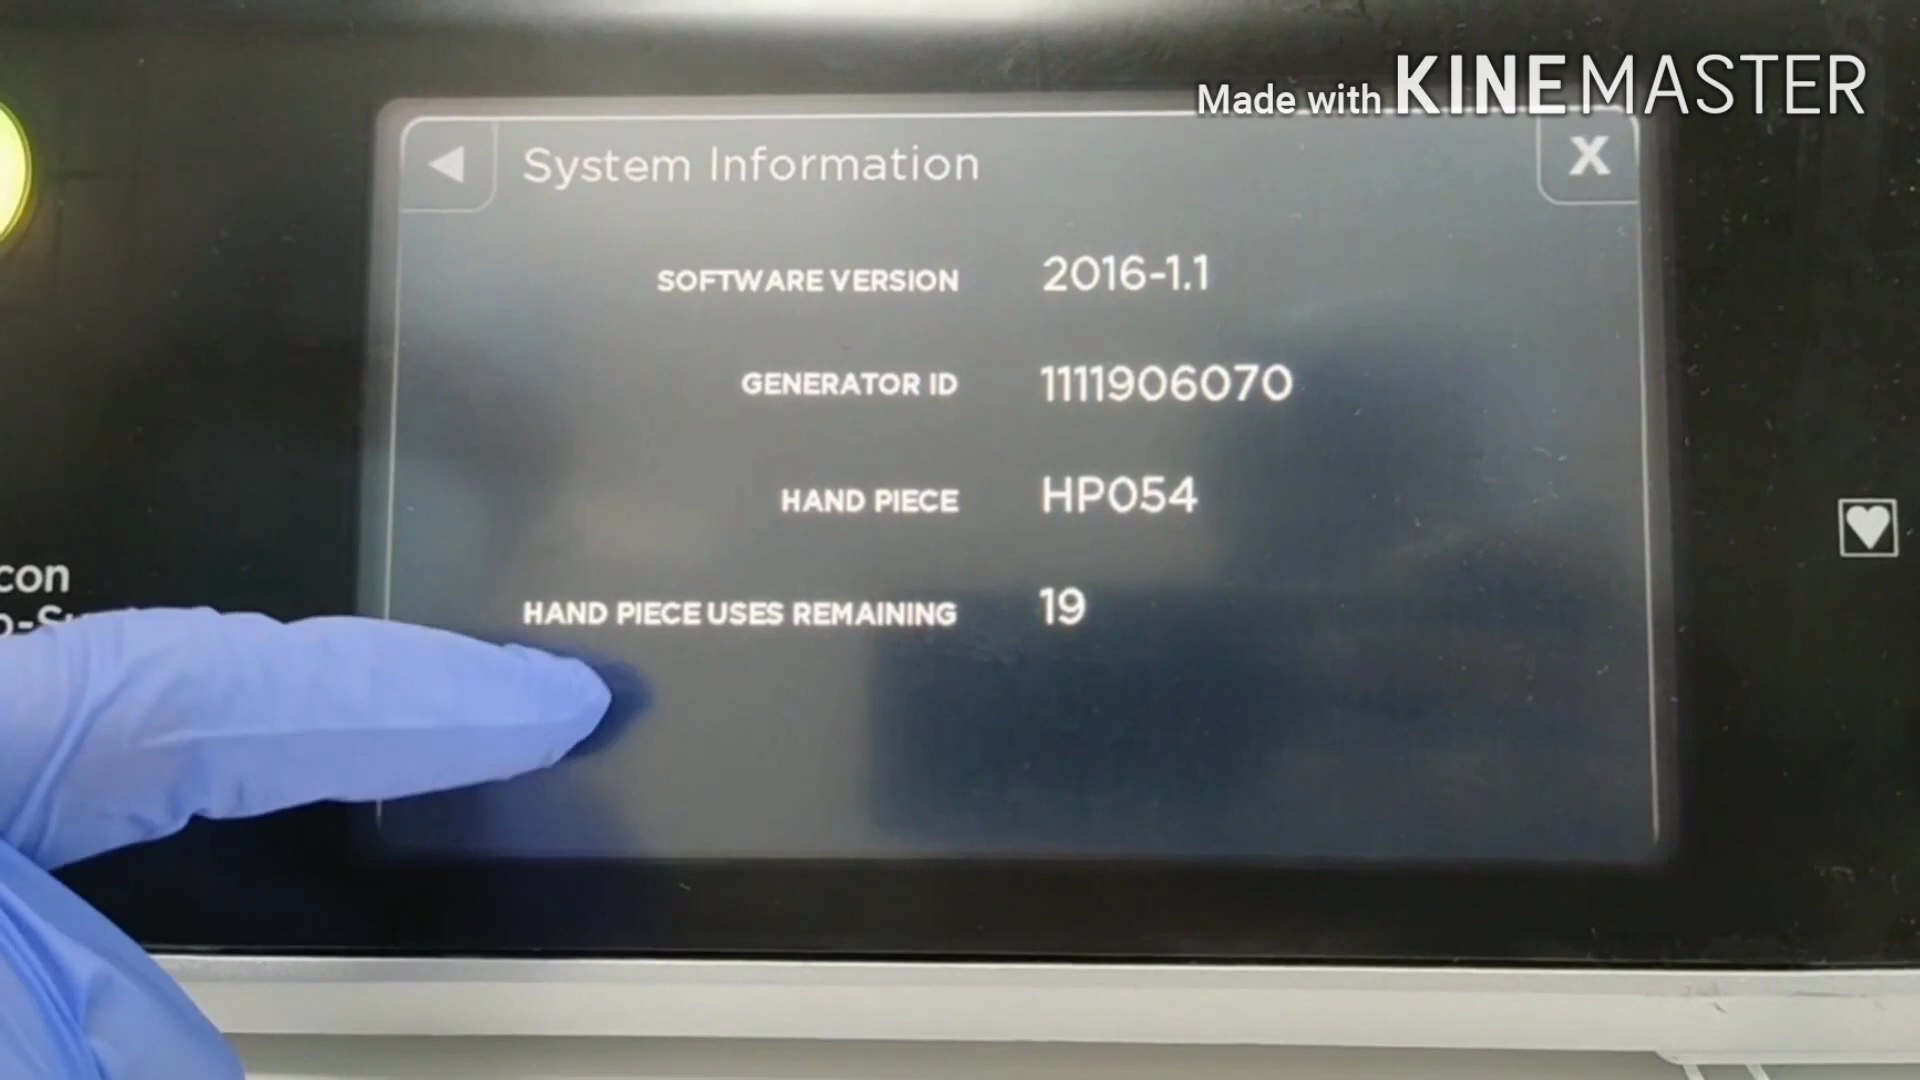 Made with KINEMASTER
System Information
X
SOFTWARE VERSION 2016-1.1
GENERATOR ID 1111906070
HAND PIECE HP054
HAND PIECE USES REMAINING 19
con